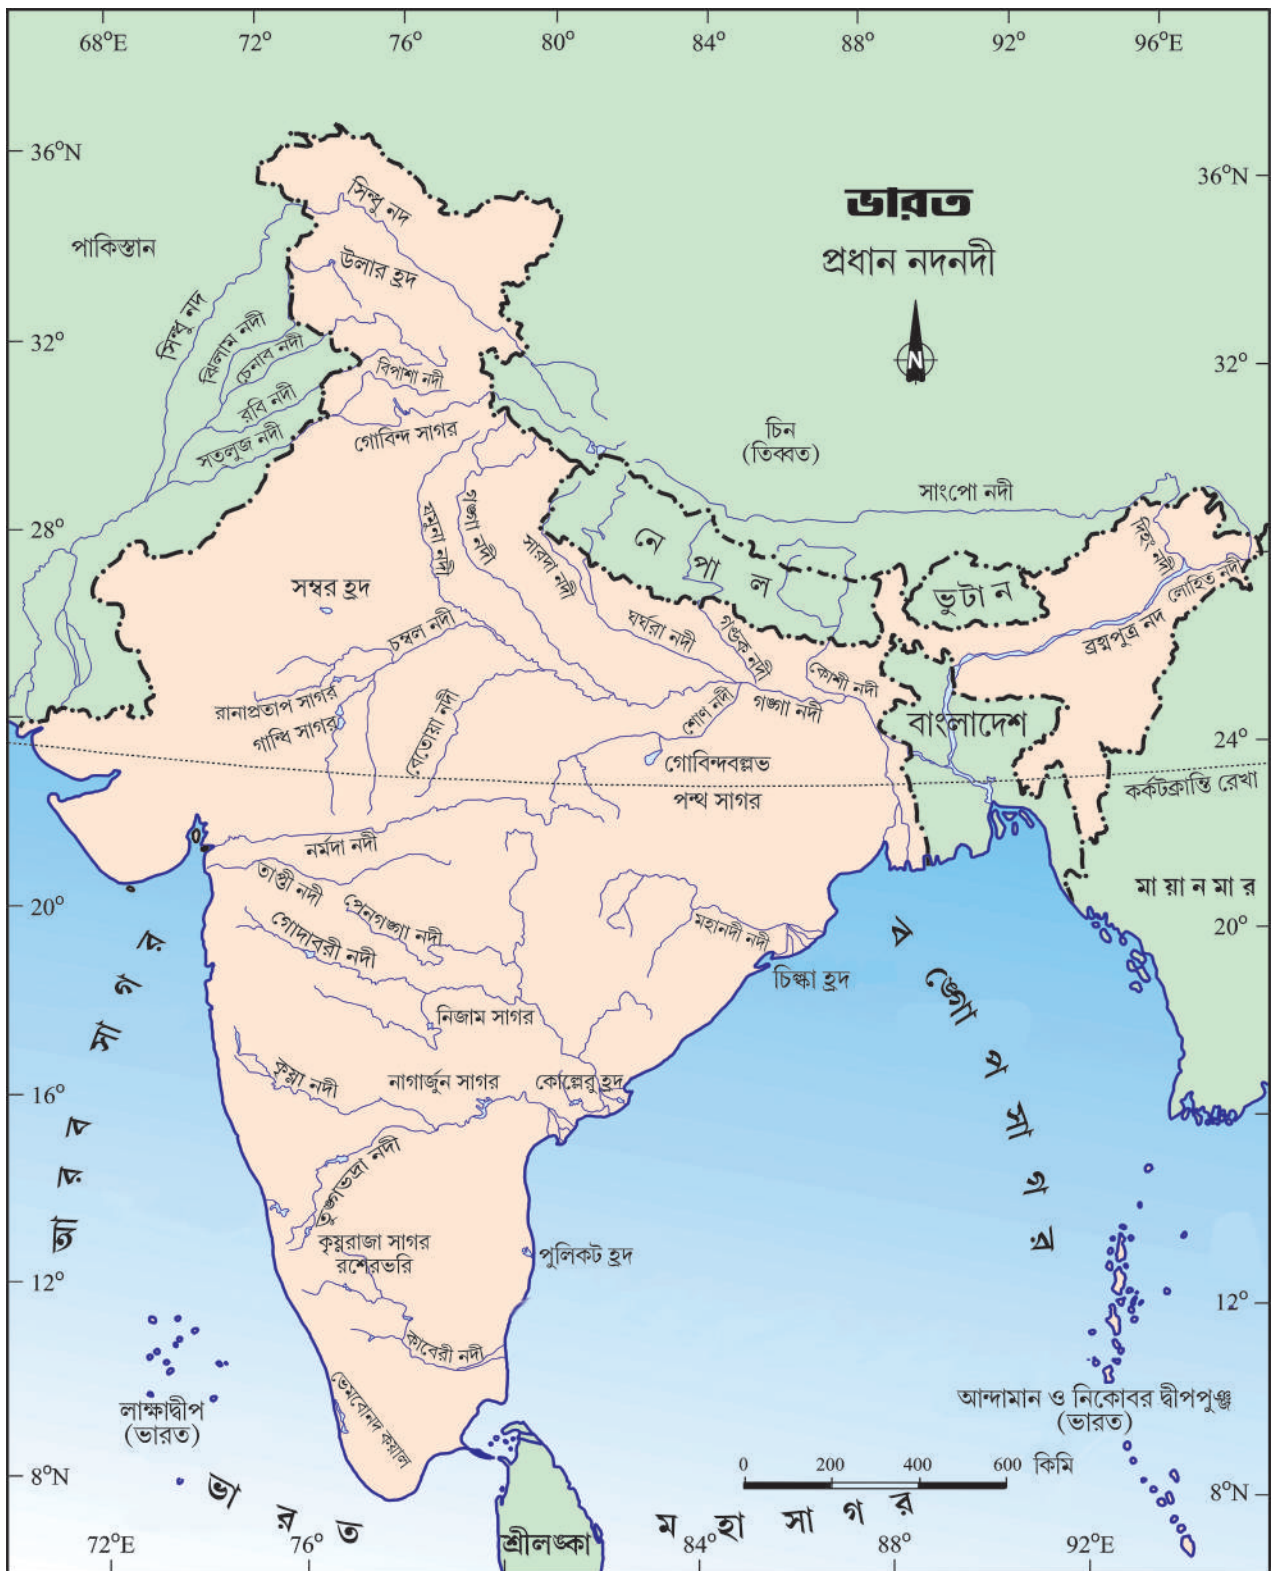 68°E 72° 76° 80° 84° 88° 92° 96°E
36°N
36°N
ভারত
প্রধান নদনদী
N
সিন্ধু নদ
পাকিস্তান
উলার হ্রদ
সিন্ধু নদ
ঝিলাম নদী
চেনাব নদী
32°
32°
বিপাশা নদী
রবি নদী
সত্লুজ নদী
গোবিন্দ সাগর
চিন
(তিব্বত)
সাংপো নদী
28°
28°
যমুনা নদী
গঙ্গা নদী
সারদা নদী
নেপাল
ভুটান
দিহং নদী
লোহিত নদী
ব্রহ্মপুত্র নদ
সম্বর হ্রদ
চম্বল নদী
ঘর্ঘরা নদী
গণ্ডক নদী
কোশী নদী
রানাপ্রতাপ সাগর
গান্ধি সাগর
বেতোয়া নদী
শোণ নদী
গঙ্গা নদী
বাংলাদেশ
24°
গোবিন্দবল্লভ
পন্থ সাগর
কর্কটক্রান্তি রেখা
নর্মদা নদী
তাপ্তী নদী
পেনগঙ্গা নদী
গোদাবরী নদী
মহানদী নদী
মায়ানমার
20°
20°
চিল্কা হ্রদ
আরব সাগর
বঙ্গোপসাগর
নিজাম সাগর
কৃষ্ণা নদী
নাগার্জুন সাগর
কোল্লেরু হ্রদ
16°
তুঙ্গভদ্রা নদী
কৃষ্ণরাজা সাগর
রশেরভরি
পুলিকট হ্রদ
12°
12°
কাবেরী নদী
ভেমবোনদ কয়াল
লাক্ষাদ্বীপ
(ভারত)
আন্দামান ও নিকোবর দ্বীপপুঞ্জ
(ভারত)
0 200 400 600 কিমি
8°N
8°N
ভারত মহাসাগর
শ্রীলঙ্কা
72°E 76° 84° 88° 92°E